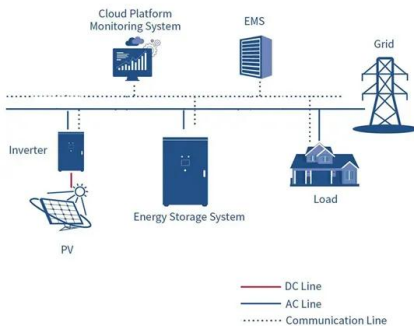 Cloud Platform
Monitoring System
EMS
Grid
Inverter
Energy Storage System
Load
PV
DC Line
AC Line
Communication Line